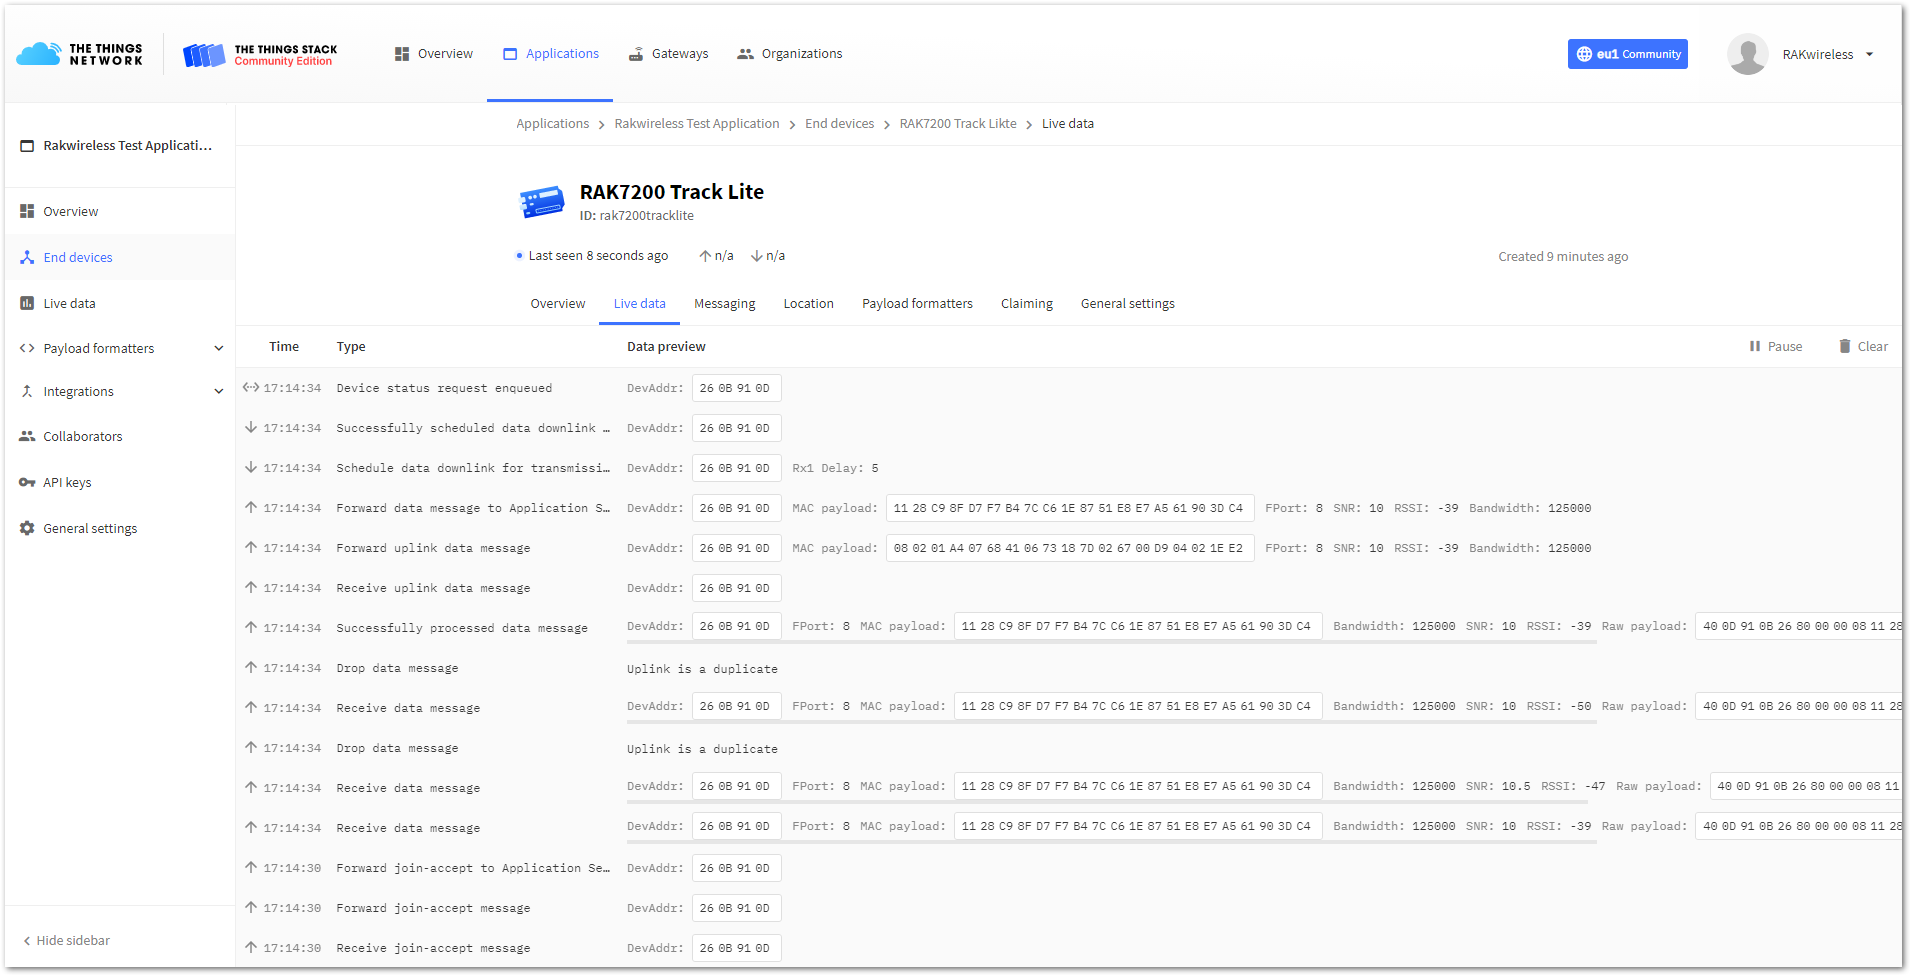 THE THINGS NETWORK
THE THINGS STACK
Community Edition
Overview
Applications
Gateways
Organizations
eu1 Community
RAKwireless
Rakwireless Test Applicati...
Overview
End devices
Live data
Payload formatters
Integrations
Collaborators
API keys
General settings
Hide sidebar
Applications > Rakwireless Test Application > End devices > RAK7200 Track Likte > Live data
RAK7200 Track Lite
ID: rak7200tracklite
Last seen 8 seconds ago ↑ n/a ↓ n/a Created 9 minutes ago
Overview Live data Messaging Location Payload formatters Claiming General settings
Time Type Data preview Pause Clear
17:14:34 Device status request enqueued DevAddr: 26 0B 91 0D
17:14:34 Successfully scheduled data downlink … DevAddr: 26 0B 91 0D
17:14:34 Schedule data downlink for transmissi… DevAddr: 26 0B 91 0D Rx1 Delay: 5
17:14:34 Forward data message to Application S… DevAddr: 26 0B 91 0D MAC payload: 11 28 C9 8F D7 F7 B4 7C C6 1E 87 51 E8 E7 A5 61 90 3D C4 FPort: 8 SNR: 10 RSSI: -39 Bandwidth: 125000
17:14:34 Forward uplink data message DevAddr: 26 0B 91 0D MAC payload: 08 02 01 A4 07 68 41 06 73 18 7D 02 67 00 D9 04 02 1E E2 FPort: 8 SNR: 10 RSSI: -39 Bandwidth: 125000
17:14:34 Receive uplink data message DevAddr: 26 0B 91 0D
17:14:34 Successfully processed data message DevAddr: 26 0B 91 0D FPort: 8 MAC payload: 11 28 C9 8F D7 F7 B4 7C C6 1E 87 51 E8 E7 A5 61 90 3D C4 Bandwidth: 125000 SNR: 10 RSSI: -39 Raw payload: 40 0D 91 0B 26 80 00 00 08 11 28
17:14:34 Drop data message Uplink is a duplicate
17:14:34 Receive data message DevAddr: 26 0B 91 0D FPort: 8 MAC payload: 11 28 C9 8F D7 F7 B4 7C C6 1E 87 51 E8 E7 A5 61 90 3D C4 Bandwidth: 125000 SNR: 10 RSSI: -50 Raw payload: 40 0D 91 0B 26 80 00 00 08 11 28
17:14:34 Drop data message Uplink is a duplicate
17:14:34 Receive data message DevAddr: 26 0B 91 0D FPort: 8 MAC payload: 11 28 C9 8F D7 F7 B4 7C C6 1E 87 51 E8 E7 A5 61 90 3D C4 Bandwidth: 125000 SNR: 10.5 RSSI: -47 Raw payload: 40 0D 91 0B 26 80 00 00 08 11
17:14:34 Receive data message DevAddr: 26 0B 91 0D FPort: 8 MAC payload: 11 28 C9 8F D7 F7 B4 7C C6 1E 87 51 E8 E7 A5 61 90 3D C4 Bandwidth: 125000 SNR: 10 RSSI: -39 Raw payload: 40 0D 91 0B 26 80 00 00 08 11 28
17:14:30 Forward join-accept to Application Se… DevAddr: 26 0B 91 0D
17:14:30 Forward join-accept message DevAddr: 26 0B 91 0D
17:14:30 Receive join-accept message DevAddr: 26 0B 91 0D